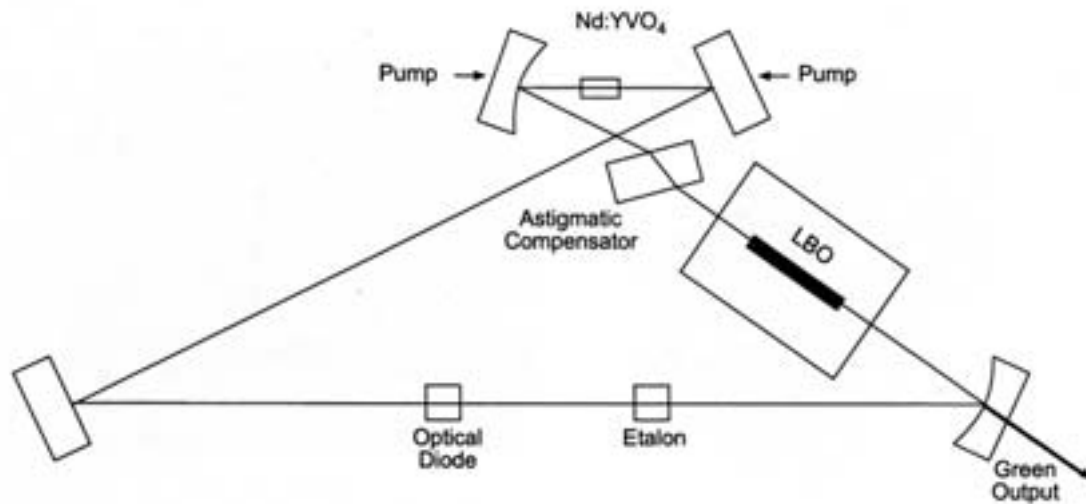 Nd:YVO₄
Pump
Pump
Astigmatic
Compensator
LBO
Optical
Diode
Etalon
Green
Output